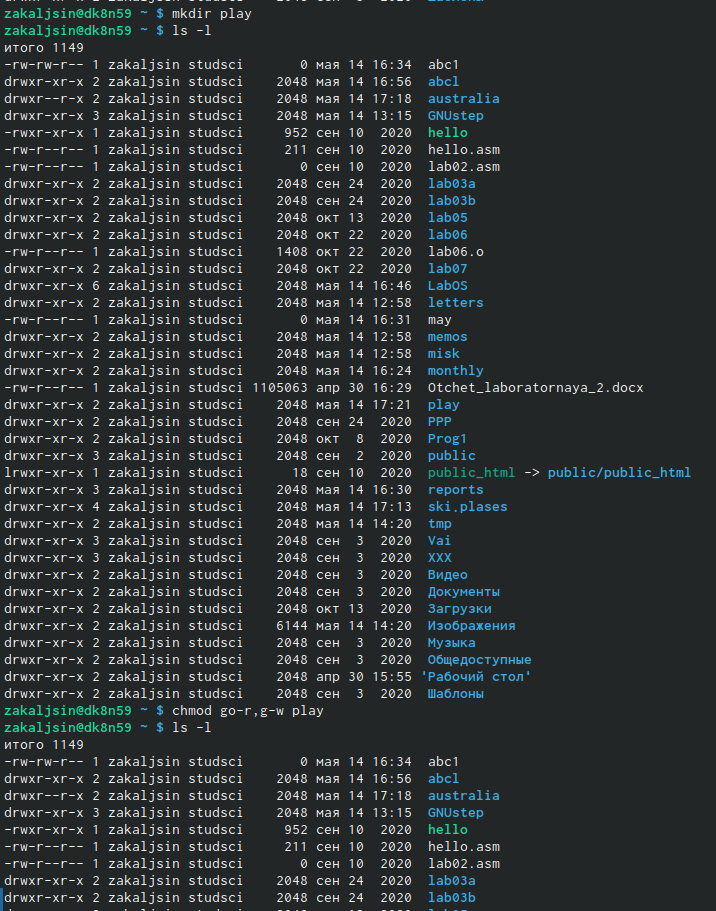 zakaljsin@dk8n59 ~ $ mkdir play
zakaljsin@dk8n59 ~ $ ls -l
итого 1149
-rw-rw-r-- 1 zakaljsin studsci 0 мая 14 16:34 abc1
drwxr-xr-x 2 zakaljsin studsci 2048 мая 14 16:56 abcl
drwxr--r-x 2 zakaljsin studsci 2048 мая 14 17:18 australia
drwxr-xr-x 3 zakaljsin studsci 2048 мая 14 13:15 GNUstep
-rwxr-xr-x 1 zakaljsin studsci 952 сен 10 2020 hello
-rw-r--r-- 1 zakaljsin studsci 211 сен 10 2020 hello.asm
-rw-r--r-- 1 zakaljsin studsci 0 сен 10 2020 lab02.asm
drwxr-xr-x 2 zakaljsin studsci 2048 сен 24 2020 lab03a
drwxr-xr-x 2 zakaljsin studsci 2048 сен 24 2020 lab03b
drwxr-xr-x 2 zakaljsin studsci 2048 окт 13 2020 lab05
drwxr-xr-x 2 zakaljsin studsci 2048 окт 22 2020 lab06
-rw-r--r-- 1 zakaljsin studsci 1408 окт 22 2020 lab06.o
drwxr-xr-x 2 zakaljsin studsci 2048 окт 22 2020 lab07
drwxr-xr-x 6 zakaljsin studsci 2048 мая 14 16:46 LabOS
drwxr-xr-x 2 zakaljsin studsci 2048 мая 14 12:58 letters
-rw-r--r-- 1 zakaljsin studsci 0 мая 14 16:31 may
drwxr-xr-x 2 zakaljsin studsci 2048 мая 14 12:58 memos
drwxr-xr-x 2 zakaljsin studsci 2048 мая 14 12:58 misk
drwxr-xr-x 2 zakaljsin studsci 2048 мая 14 16:24 monthly
-rw-r--r-- 1 zakaljsin studsci 1105063 апр 30 16:29 Otchet_laboratornaya_2.docx
drwxr-xr-x 2 zakaljsin studsci 2048 мая 14 17:21 play
drwxr-xr-x 2 zakaljsin studsci 2048 сен 24 2020 PPP
drwxr-xr-x 2 zakaljsin studsci 2048 окт 8 2020 Prog1
drwxr-xr-x 3 zakaljsin studsci 2048 сен 2 2020 public
lrwxr-xr-x 1 zakaljsin studsci 18 сен 10 2020 public_html -> public/public_html
drwxr-xr-x 3 zakaljsin studsci 2048 мая 14 16:30 reports
drwxr-xr-x 4 zakaljsin studsci 2048 мая 14 17:13 ski.plases
drwxr-xr-x 2 zakaljsin studsci 2048 мая 14 14:20 tmp
drwxr-xr-x 3 zakaljsin studsci 2048 сен 3 2020 Vai
drwxr-xr-x 3 zakaljsin studsci 2048 сен 3 2020 XXX
drwxr-xr-x 2 zakaljsin studsci 2048 сен 3 2020 Видео
drwxr-xr-x 2 zakaljsin studsci 2048 сен 3 2020 Документы
drwxr-xr-x 2 zakaljsin studsci 2048 окт 13 2020 Загрузки
drwxr-xr-x 2 zakaljsin studsci 6144 мая 14 14:20 Изображения
drwxr-xr-x 2 zakaljsin studsci 2048 сен 3 2020 Музыка
drwxr-xr-x 2 zakaljsin studsci 2048 сен 3 2020 Общедоступные
drwxr-xr-x 2 zakaljsin studsci 2048 апр 30 15:55 'Рабочий стол'
drwxr-xr-x 2 zakaljsin studsci 2048 сен 3 2020 Шаблоны
zakaljsin@dk8n59 ~ $ chmod go-r,g-w play
zakaljsin@dk8n59 ~ $ ls -l
итого 1149
-rw-rw-r-- 1 zakaljsin studsci 0 мая 14 16:34 abc1
drwxr-xr-x 2 zakaljsin studsci 2048 мая 14 16:56 abcl
drwxr--r-x 2 zakaljsin studsci 2048 мая 14 17:18 australia
drwxr-xr-x 3 zakaljsin studsci 2048 мая 14 13:15 GNUstep
-rwxr-xr-x 1 zakaljsin studsci 952 сен 10 2020 hello
-rw-r--r-- 1 zakaljsin studsci 211 сен 10 2020 hello.asm
-rw-r--r-- 1 zakaljsin studsci 0 сен 10 2020 lab02.asm
drwxr-xr-x 2 zakaljsin studsci 2048 сен 24 2020 lab03a
drwxr-xr-x 2 zakaljsin studsci 2048 сен 24 2020 lab03b